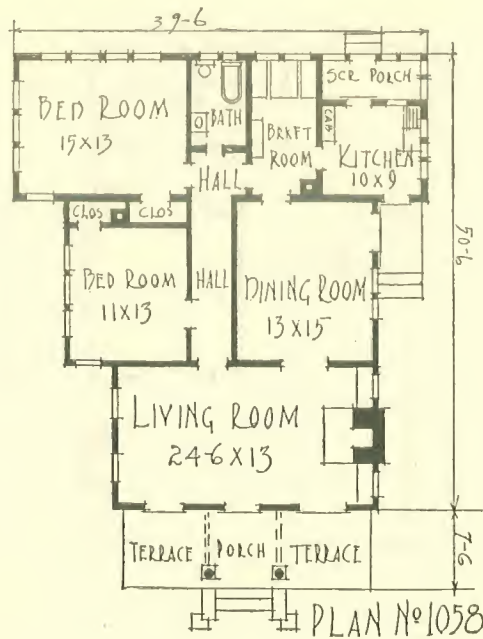 39-6
SCR PORCH
BED ROOM
15X13
BATH
BRKFT
ROOM
CAB
KITCHEN
10X9
HALL
CLOS
CLOS
50-6
BED ROOM
11X13
HALL
DINING ROOM
13X15
LIVING ROOM
24-6X13
TERRACE
PORCH
TERRACE
7-6
PLAN Nº1058